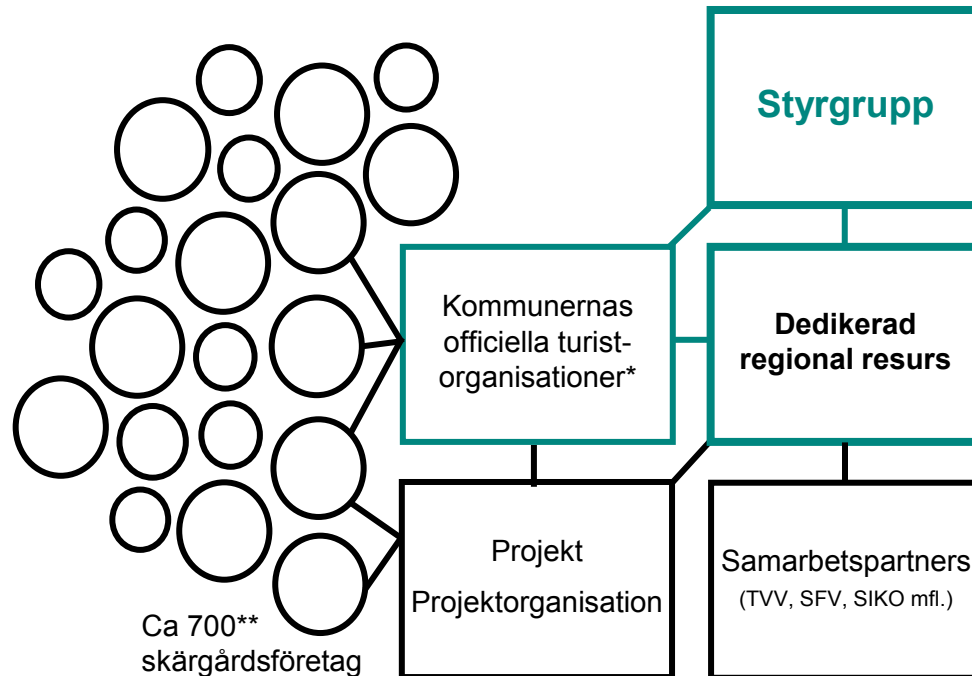 Styrgrupp
Kommunernas
officiella turist-
organisationer*
Dedikerad
regional resurs
Projekt
Projektorganisation
Samarbetspartners
(TVV, SFV, SIKO mfl.)
Ca 700**
skärgårdsföretag